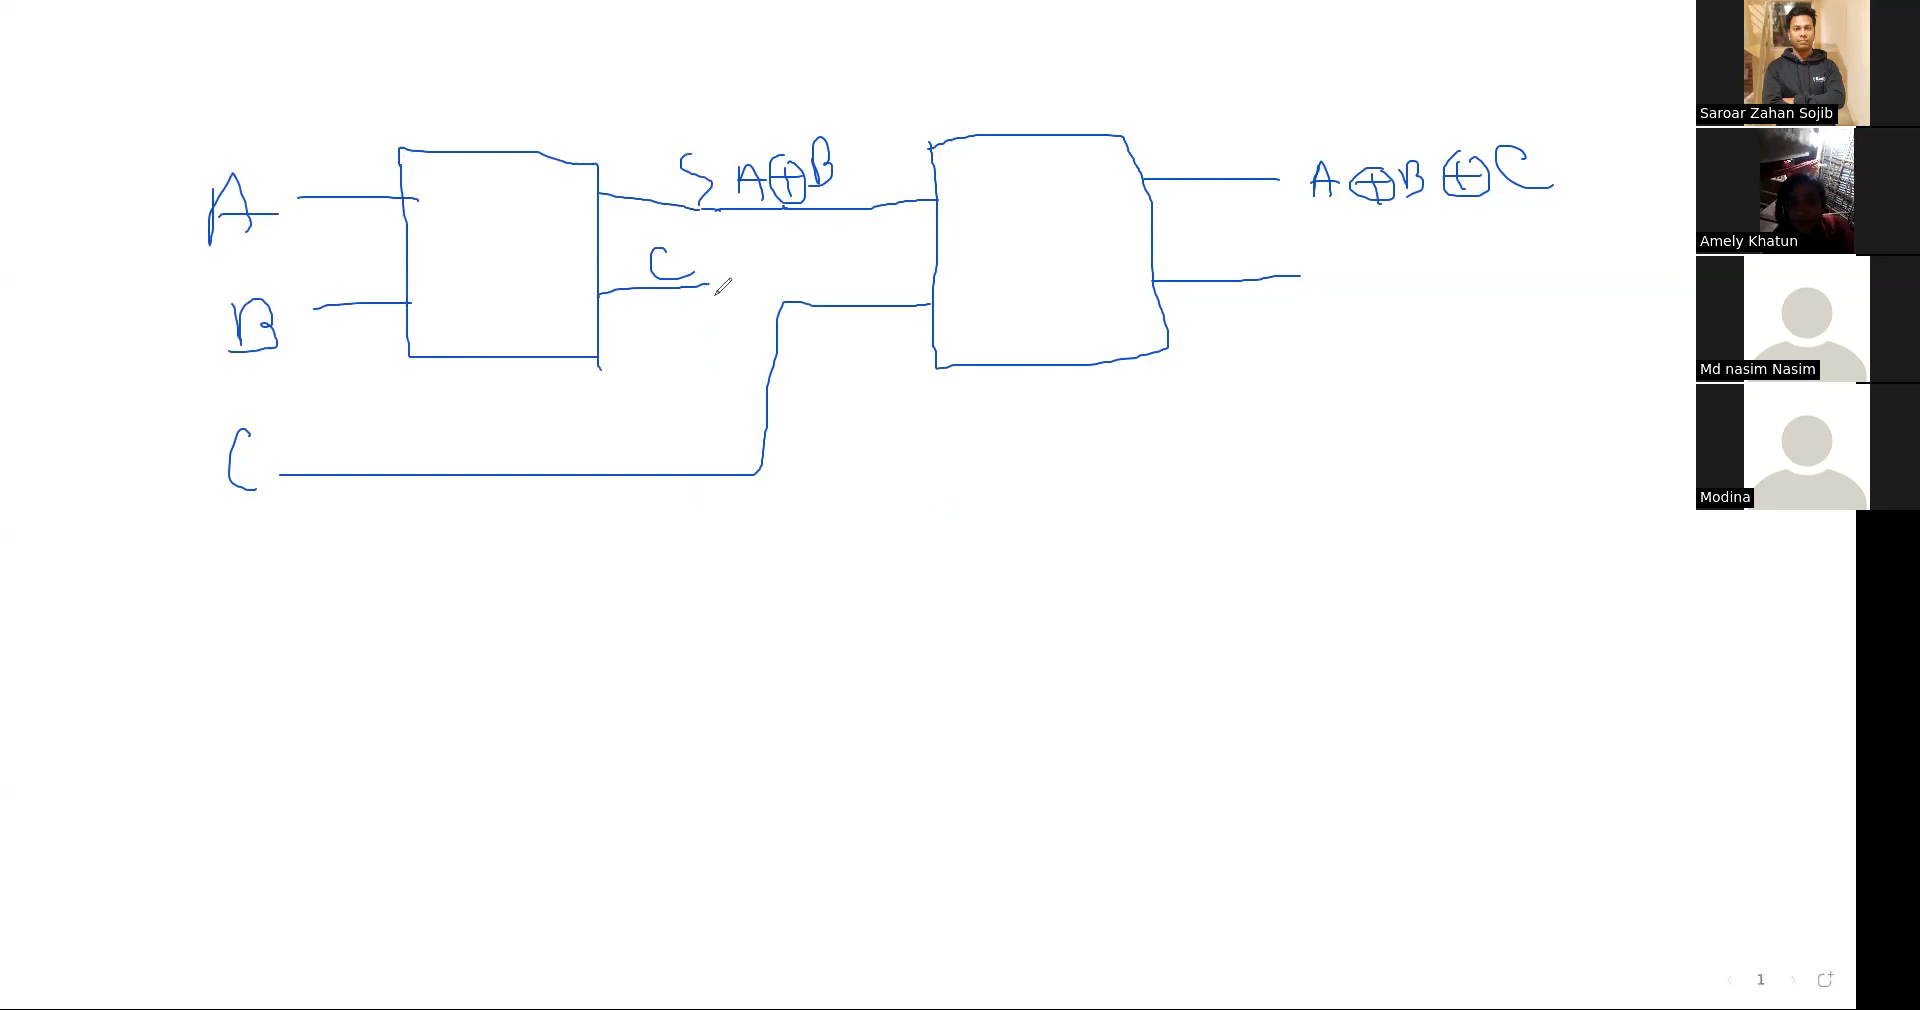 S A⊕B
A⊕B⊕C
A
C
B
C
Saroar Zahan Sojib
Amely Khatun
Md nasim Nasim
Modina
1